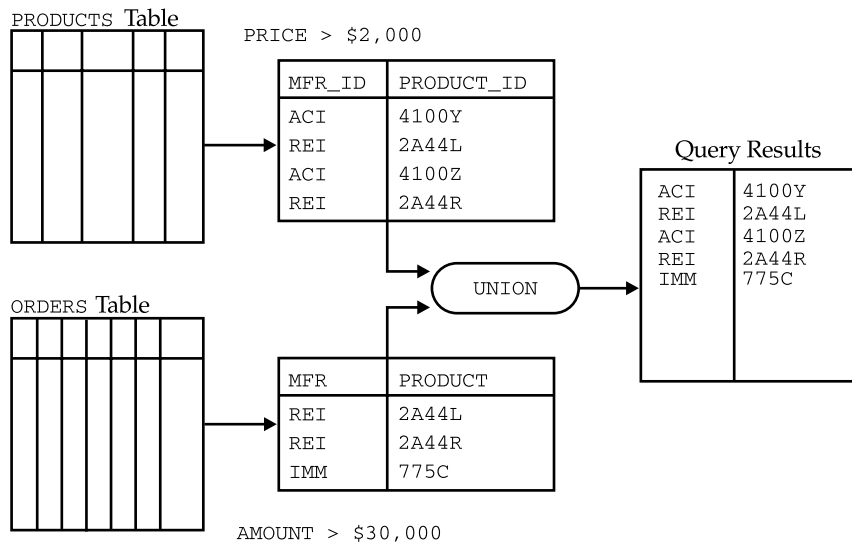 PRODUCTS Table
PRICE > $2,000
MFR_ID PRODUCT_ID
ACI 4100Y
REI 2A44L
ACI 4100Z
REI 2A44R
Query Results
ACI 4100Y
REI 2A44L
ACI 4100Z
REI 2A44R
IMM 775C
UNION
ORDERS Table
MFR PRODUCT
REI 2A44L
REI 2A44R
IMM 775C
AMOUNT > $30,000